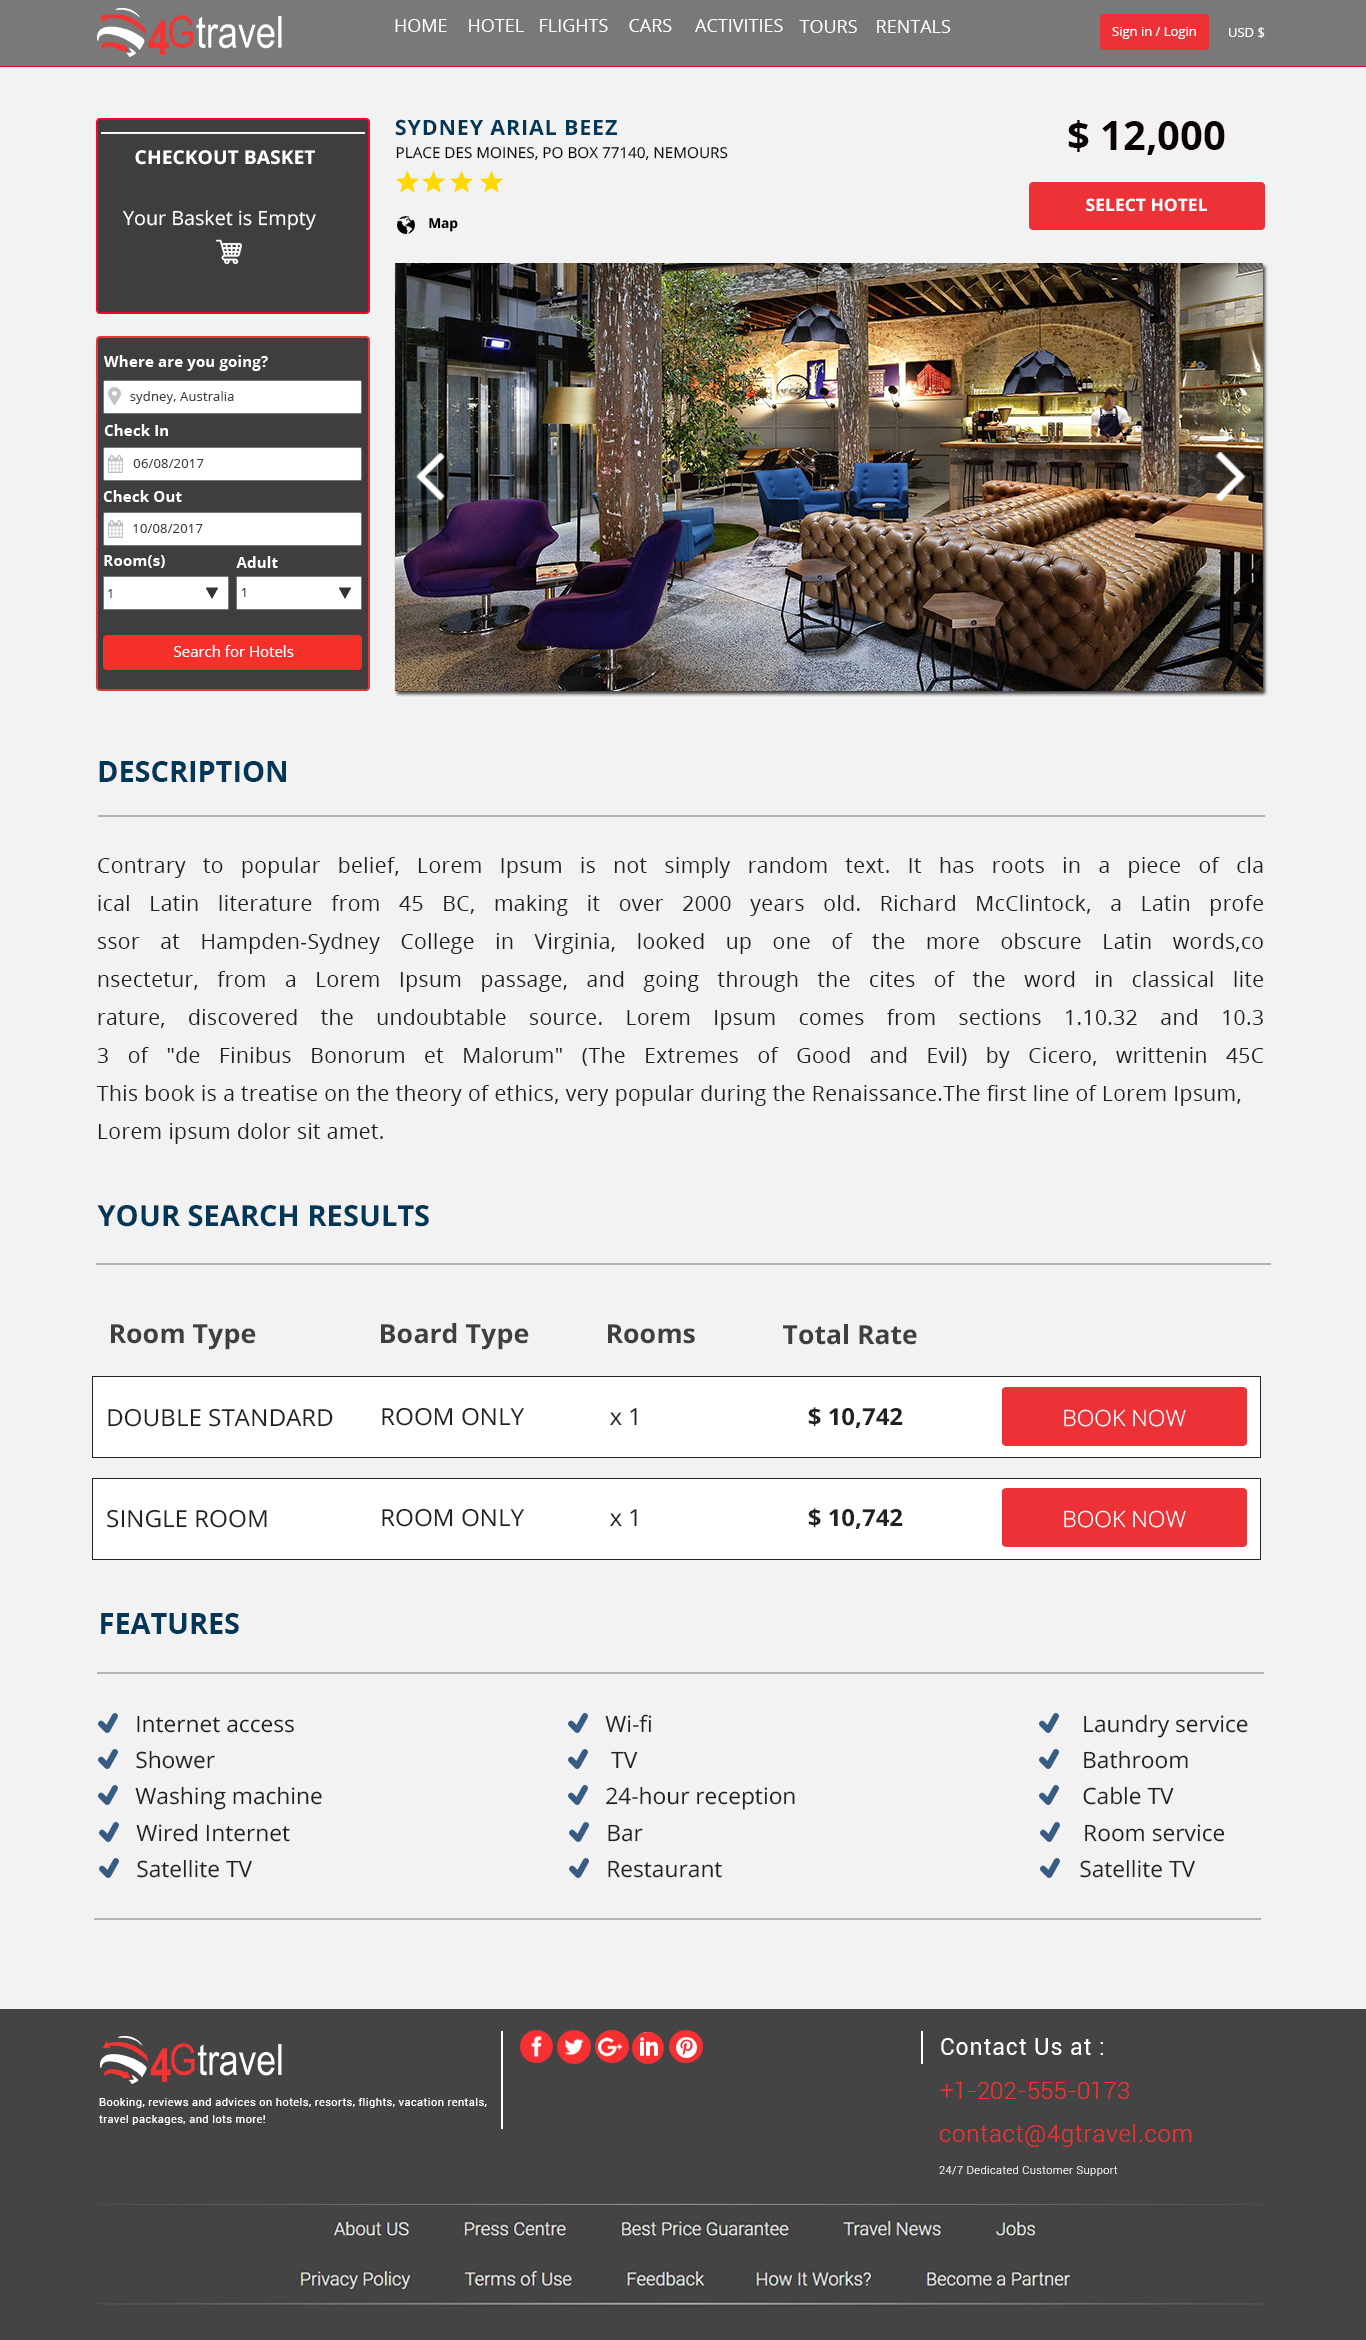 4Gtravel
HOME HOTEL FLIGHTS CARS ACTIVITIES TOURS RENTALS
Sign in / Login
USD $
CHECKOUT BASKET
Your Basket is Empty
Where are you going?
sydney, Australia
Check In
06/08/2017
Check Out
10/08/2017
Room(s) Adult
1 1
Search for Hotels
SYDNEY ARIAL BEEZ
PLACE DES MOINES, PO BOX 77140, NEMOURS
Map
$ 12,000
SELECT HOTEL
DESCRIPTION
Contrary to popular belief, Lorem Ipsum is not simply random text. It has roots in a piece of cla
ical Latin literature from 45 BC, making it over 2000 years old. Richard McClintock, a Latin profe
ssor at Hampden-Sydney College in Virginia, looked up one of the more obscure Latin words,co
nsectetur, from a Lorem Ipsum passage, and going through the cites of the word in classical lite
rature, discovered the undoubtable source. Lorem Ipsum comes from sections 1.10.32 and 10.3
3 of "de Finibus Bonorum et Malorum" (The Extremes of Good and Evil) by Cicero, writtenin 45C
This book is a treatise on the theory of ethics, very popular during the Renaissance.The first line of Lorem Ipsum,
Lorem ipsum dolor sit amet.
YOUR SEARCH RESULTS
Room Type Board Type Rooms Total Rate
DOUBLE STANDARD ROOM ONLY x 1 $ 10,742 BOOK NOW
SINGLE ROOM ROOM ONLY x 1 $ 10,742 BOOK NOW
FEATURES
Internet access Wi-fi Laundry service
Shower TV Bathroom
Washing machine 24-hour reception Cable TV
Wired Internet Bar Room service
Satellite TV Restaurant Satellite TV
4Gtravel
Booking, reviews and advices on hotels, resorts, flights, vacation rentals,
travel packages, and lots more!
Contact Us at :
+1-202-555-0173
contact@4gtravel.com
24/7 Dedicated Customer Support
About US Press Centre Best Price Guarantee Travel News Jobs
Privacy Policy Terms of Use Feedback How It Works? Become a Partner